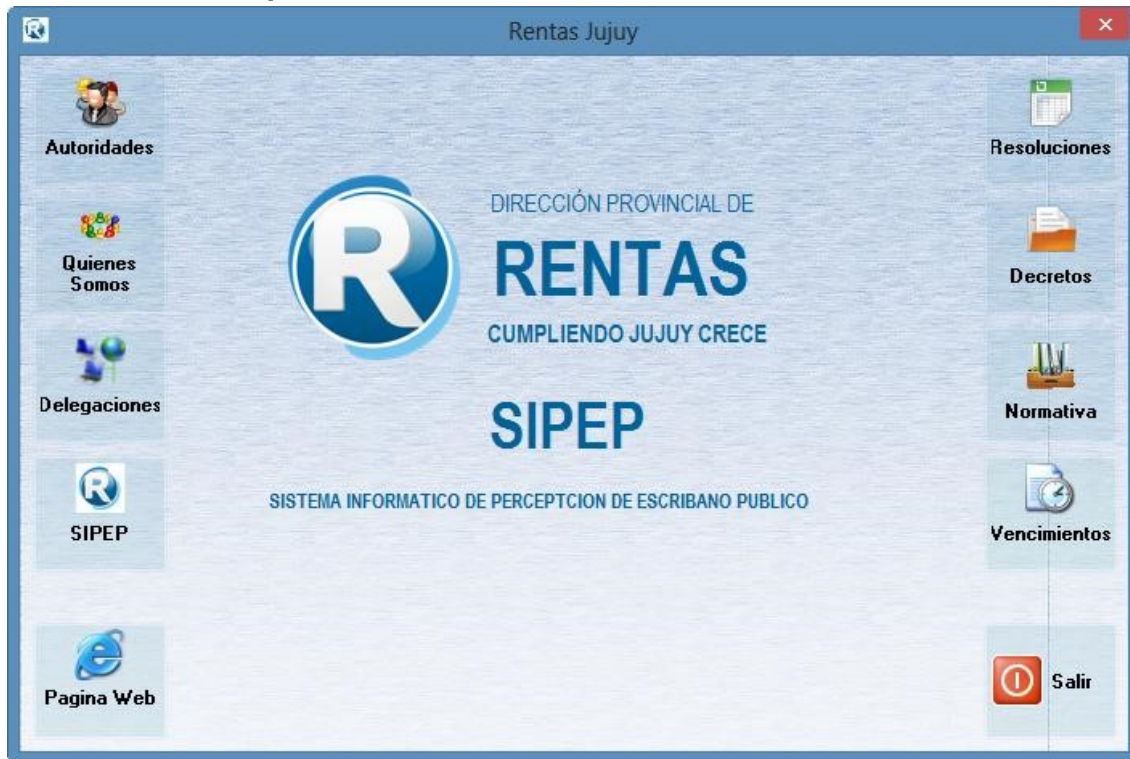 Rentas Jujuy
Autoridades
Quienes
Somos
Delegaciones
SIPEP
Pagina Web
R
DIRECCIÓN PROVINCIAL DE
RENTAS
CUMPLIENDO JUJUY CRECE
SIPEP
SISTEMA INFORMATICO DE PERCEPTCION DE ESCRIBANO PUBLICO
Resoluciones
Decretos
Normativa
Vencimientos
Salir